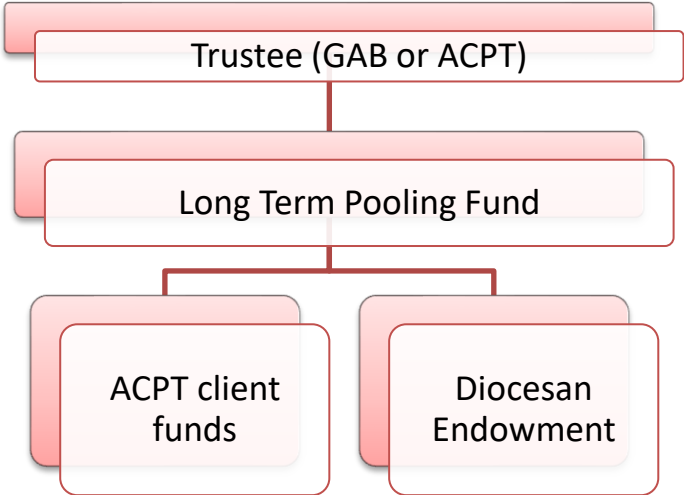 Trustee (GAB or ACPT)
Long Term Pooling Fund
ACPT client
funds
Diocesan
Endowment